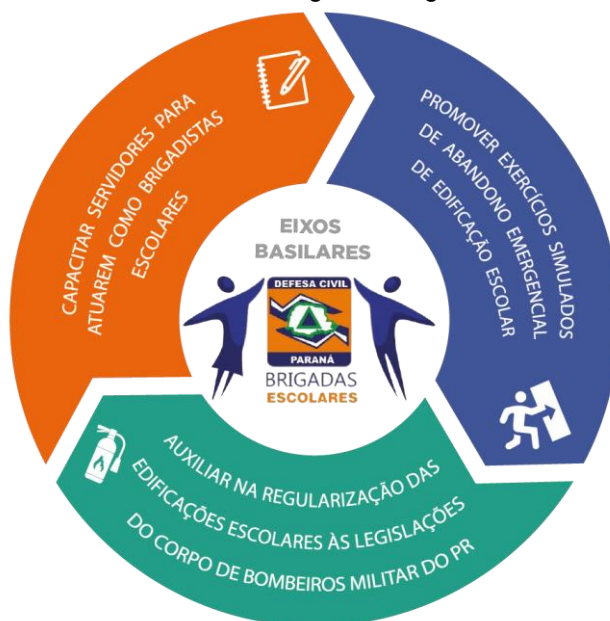 CAPACITAR SERVIDORES PARA
ATUAREM COMO BRIGADISTAS
ESCOLARES
PROMOVER EXERCÍCIOS SIMULADOS
DE ABANDONO EMERGENCIAL
DE EDIFICAÇÃO ESCOLAR
EIXOS
BASILARES
DEFESA CIVIL
PARANÁ
BRIGADAS
ESCOLARES
AUXILIAR NA REGULARIZAÇÃO DAS
EDIFICAÇÕES ESCOLARES ÀS LEGISLAÇÕES
DO CORPO DE BOMBEIROS MILITAR DO PR